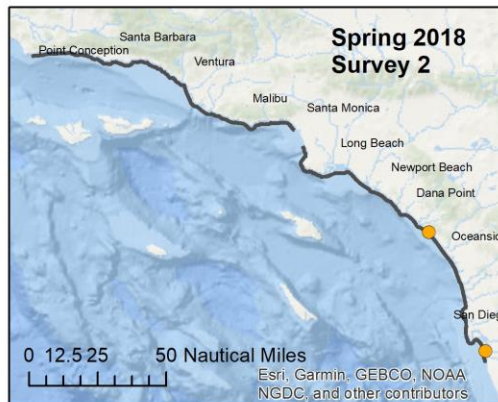 Spring 2018
Survey 2
Santa Barbara
Point Conception
Ventura
Malibu
Santa Monica
Long Beach
Newport Beach
Dana Point
Oceansid
San Dieg
0 12.5 25 50 Nautical Miles
Esri, Garmin, GEBCO, NOAA
NGDC, and other contributors